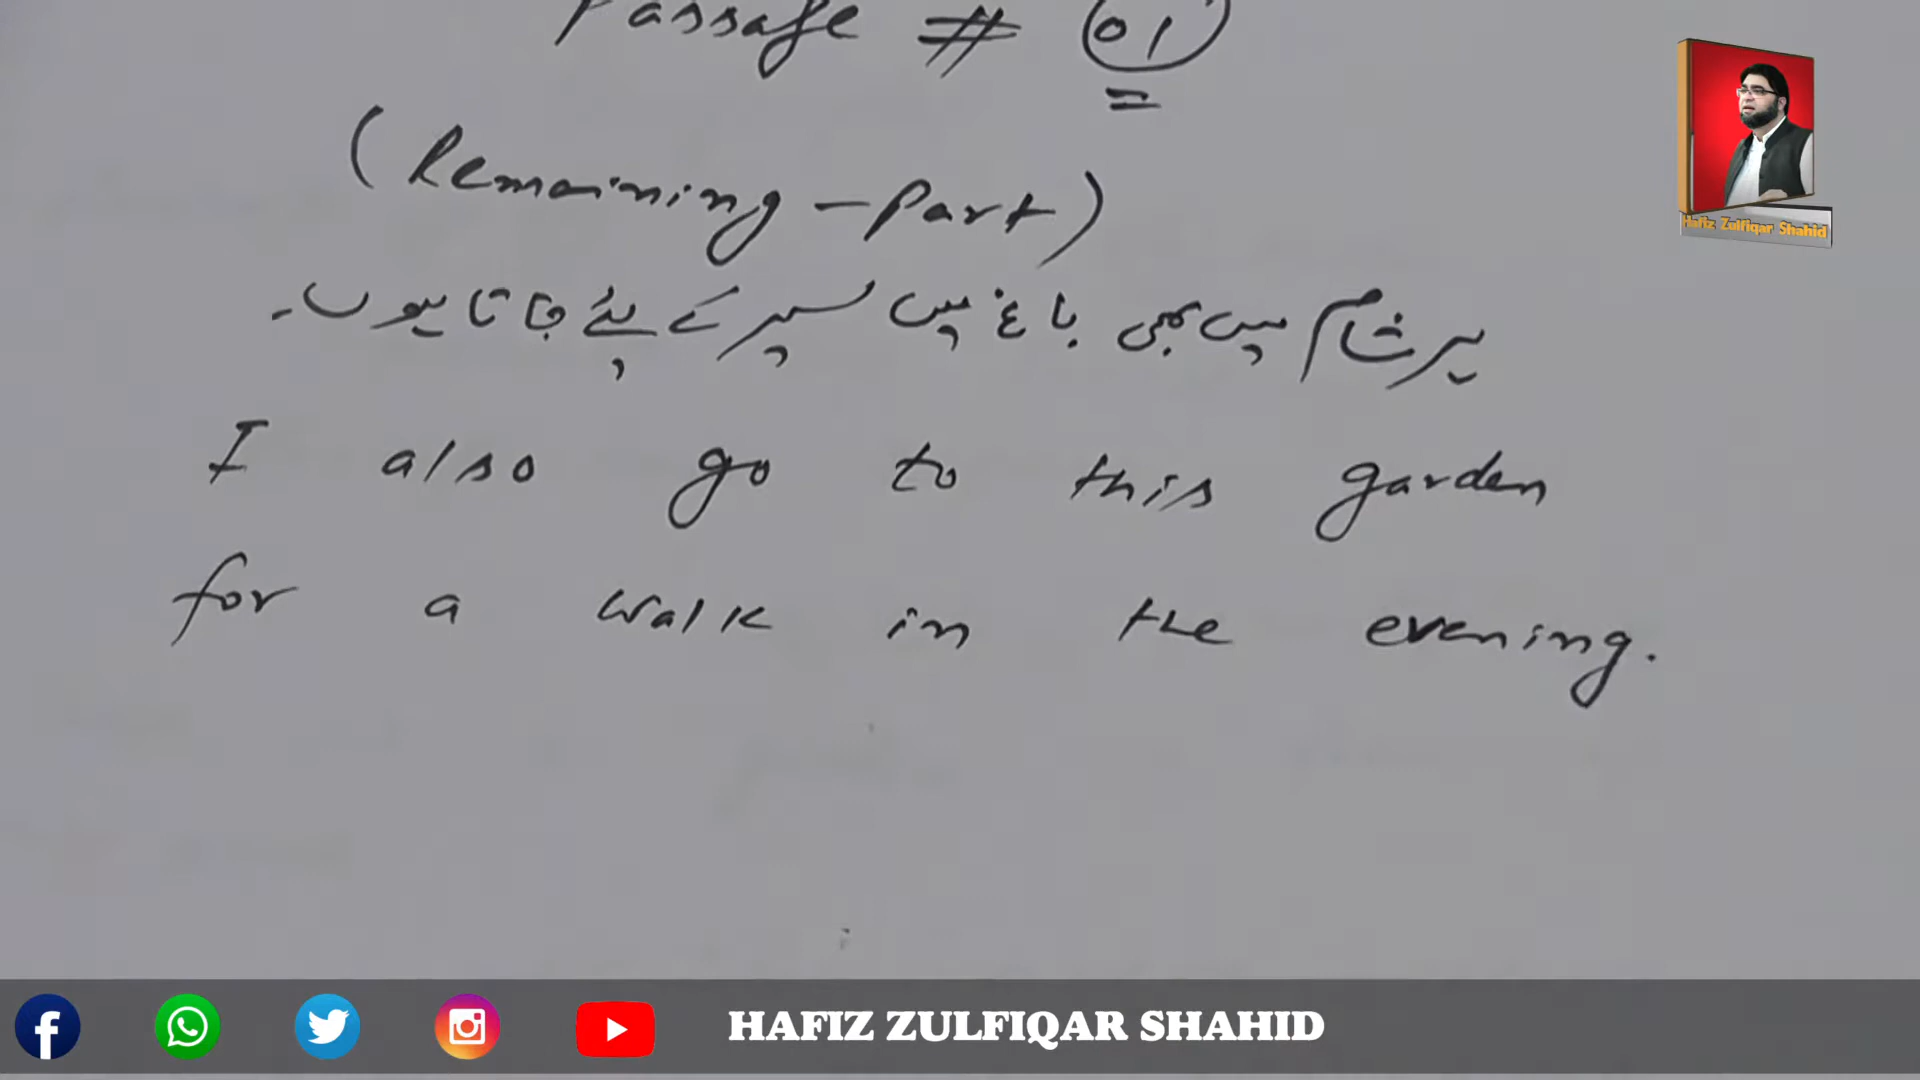 Passage # 01
(Remaining - Part)
ہر شام میں بھی باغ میں سیر کے لئے جاتا ہوں۔
I also go to this garden
for a walk in the evening.
Hafiz Zulfiqar Shahid
HAFIZ ZULFIQAR SHAHID